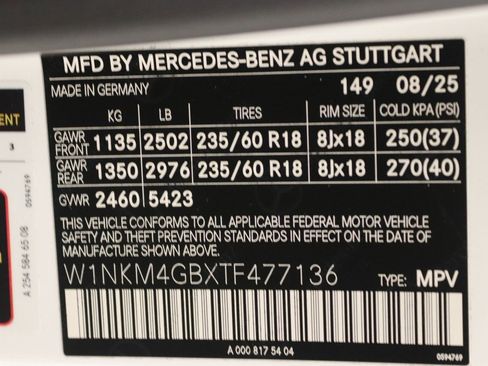 MFD BY MERCEDES-BENZ AG STUTTGART
MADE IN GERMANY 149 08/25
KG LB TIRES RIM SIZE COLD KPA(PSI)
GAWR FRONT 1135 2502 235/60 R18 8Jx18 250(37)
GAWR REAR 1350 2976 235/60 R18 8Jx18 270(40)
GVWR 2460 5423
THIS VEHICLE CONFORMS TO ALL APPLICABLE FEDERAL MOTOR VEHICLE
SAFETY AND THEFT PREVENTION STANDARDS IN EFFECT ON THE DATE OF
MANUFACTURE SHOWN ABOVE.
W1NKM4GBXTF477136 TYPE: MPV
A 000 817 54 04
0594769
ENT
3
0594769
A 254 584 65 08